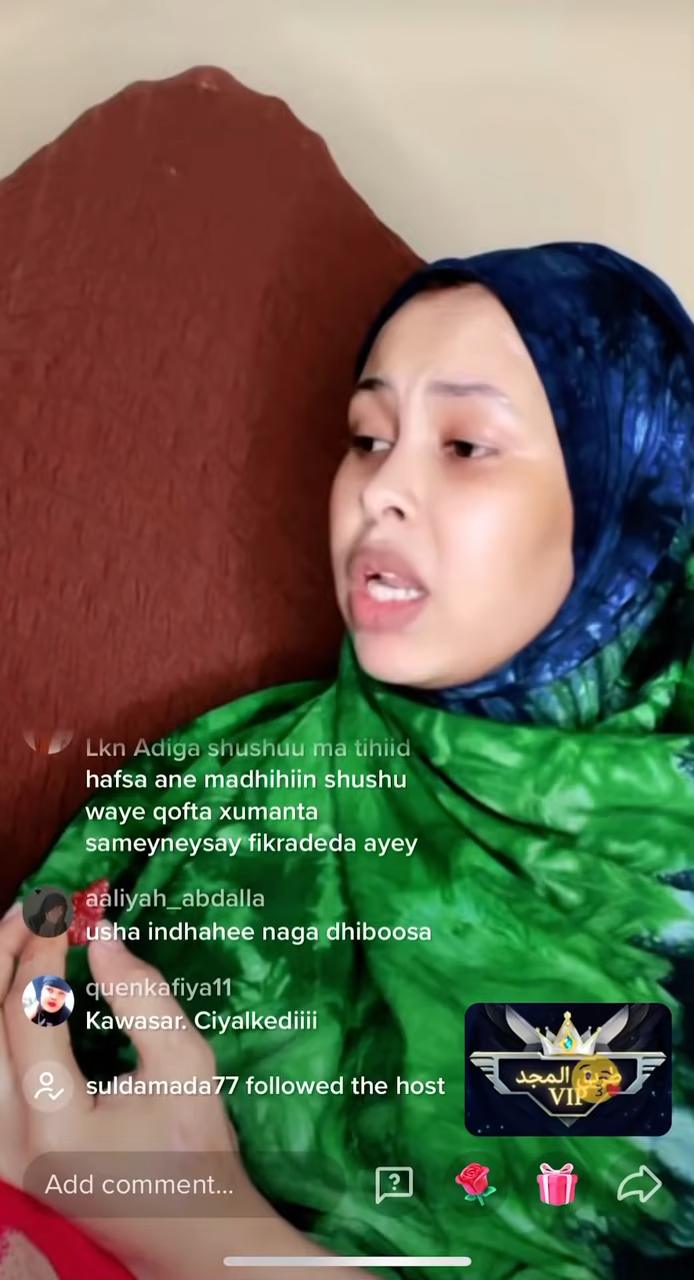 Lkn Adiga shushuu ma tihiid
hafsa ane madhihiin shushu
waye qofta xumanta
sameyneysay fikradeda ayey
aaliyah_abdalla
usha indhahee naga dhiboosa
quenkafiya11
Kawasar. Ciyalkediiii
suldamada77 followed the host
طريق المجد
VIP
Add comment...